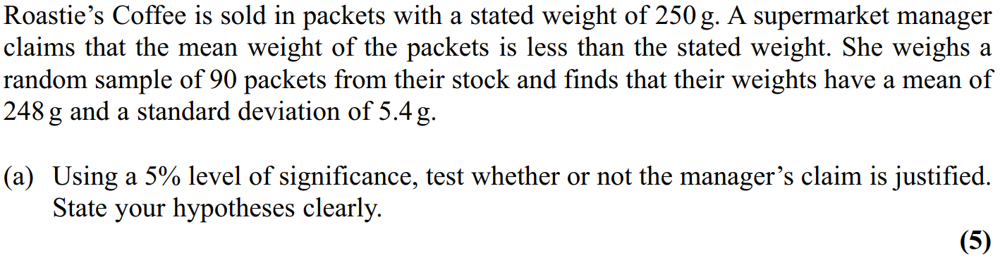 Roastie’s Coffee is sold in packets with a stated weight of 250 g. A supermarket manager
claims that the mean weight of the packets is less than the stated weight. She weighs a
random sample of 90 packets from their stock and finds that their weights have a mean of
248 g and a standard deviation of 5.4 g.
(a) Using a 5% level of significance, test whether or not the manager’s claim is justified.
State your hypotheses clearly.
(5)